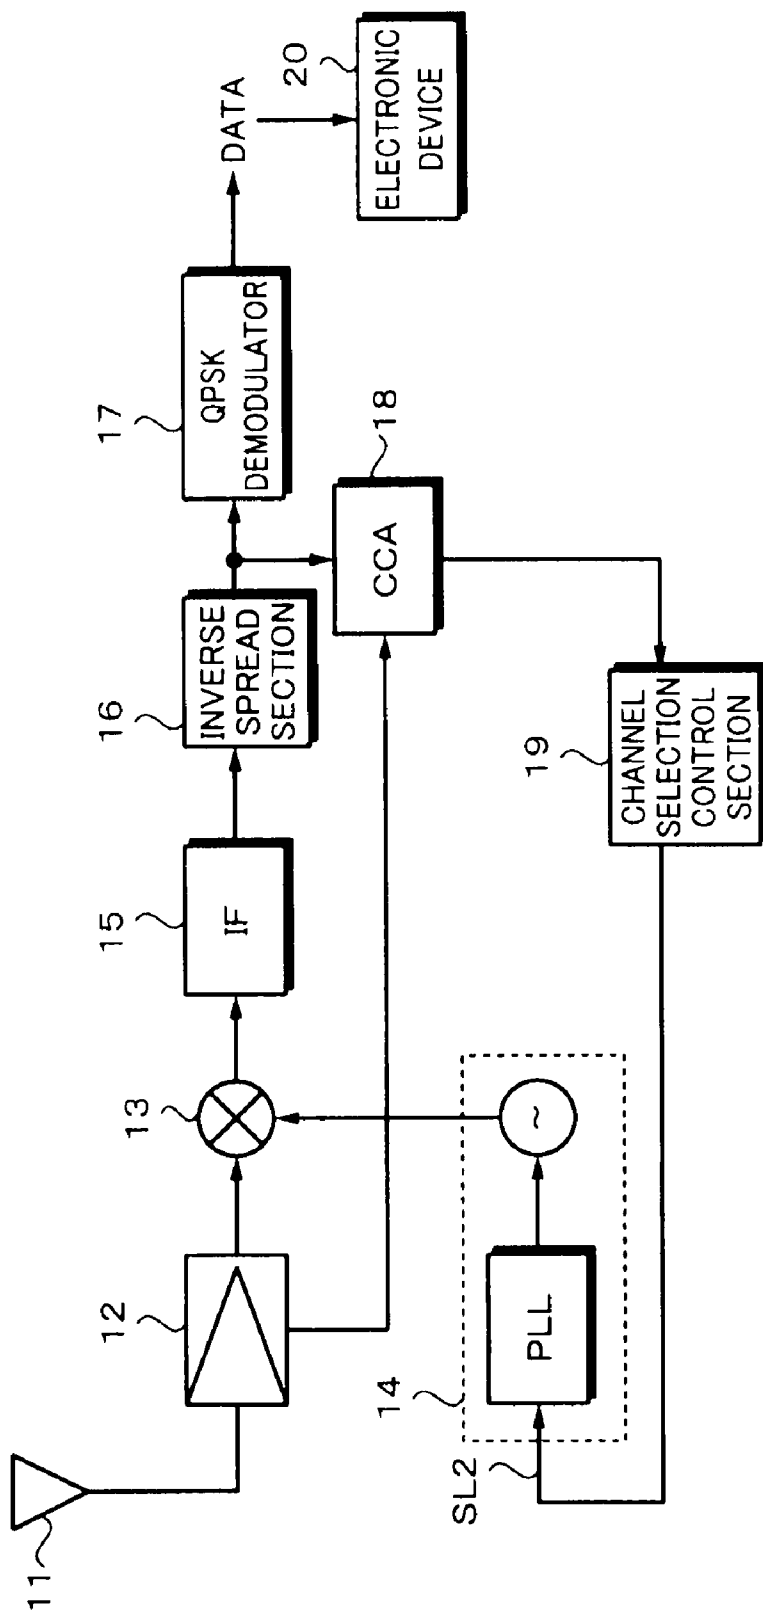 11
12
13
15
IF
16
INVERSE
SPREAD
SECTION
17
QPSK
DEMODULATOR
DATA
20
ELECTRONIC
DEVICE
18
CCA
14
PLL
~
SL2
19
CHANNEL
SELECTION
CONTROL
SECTION